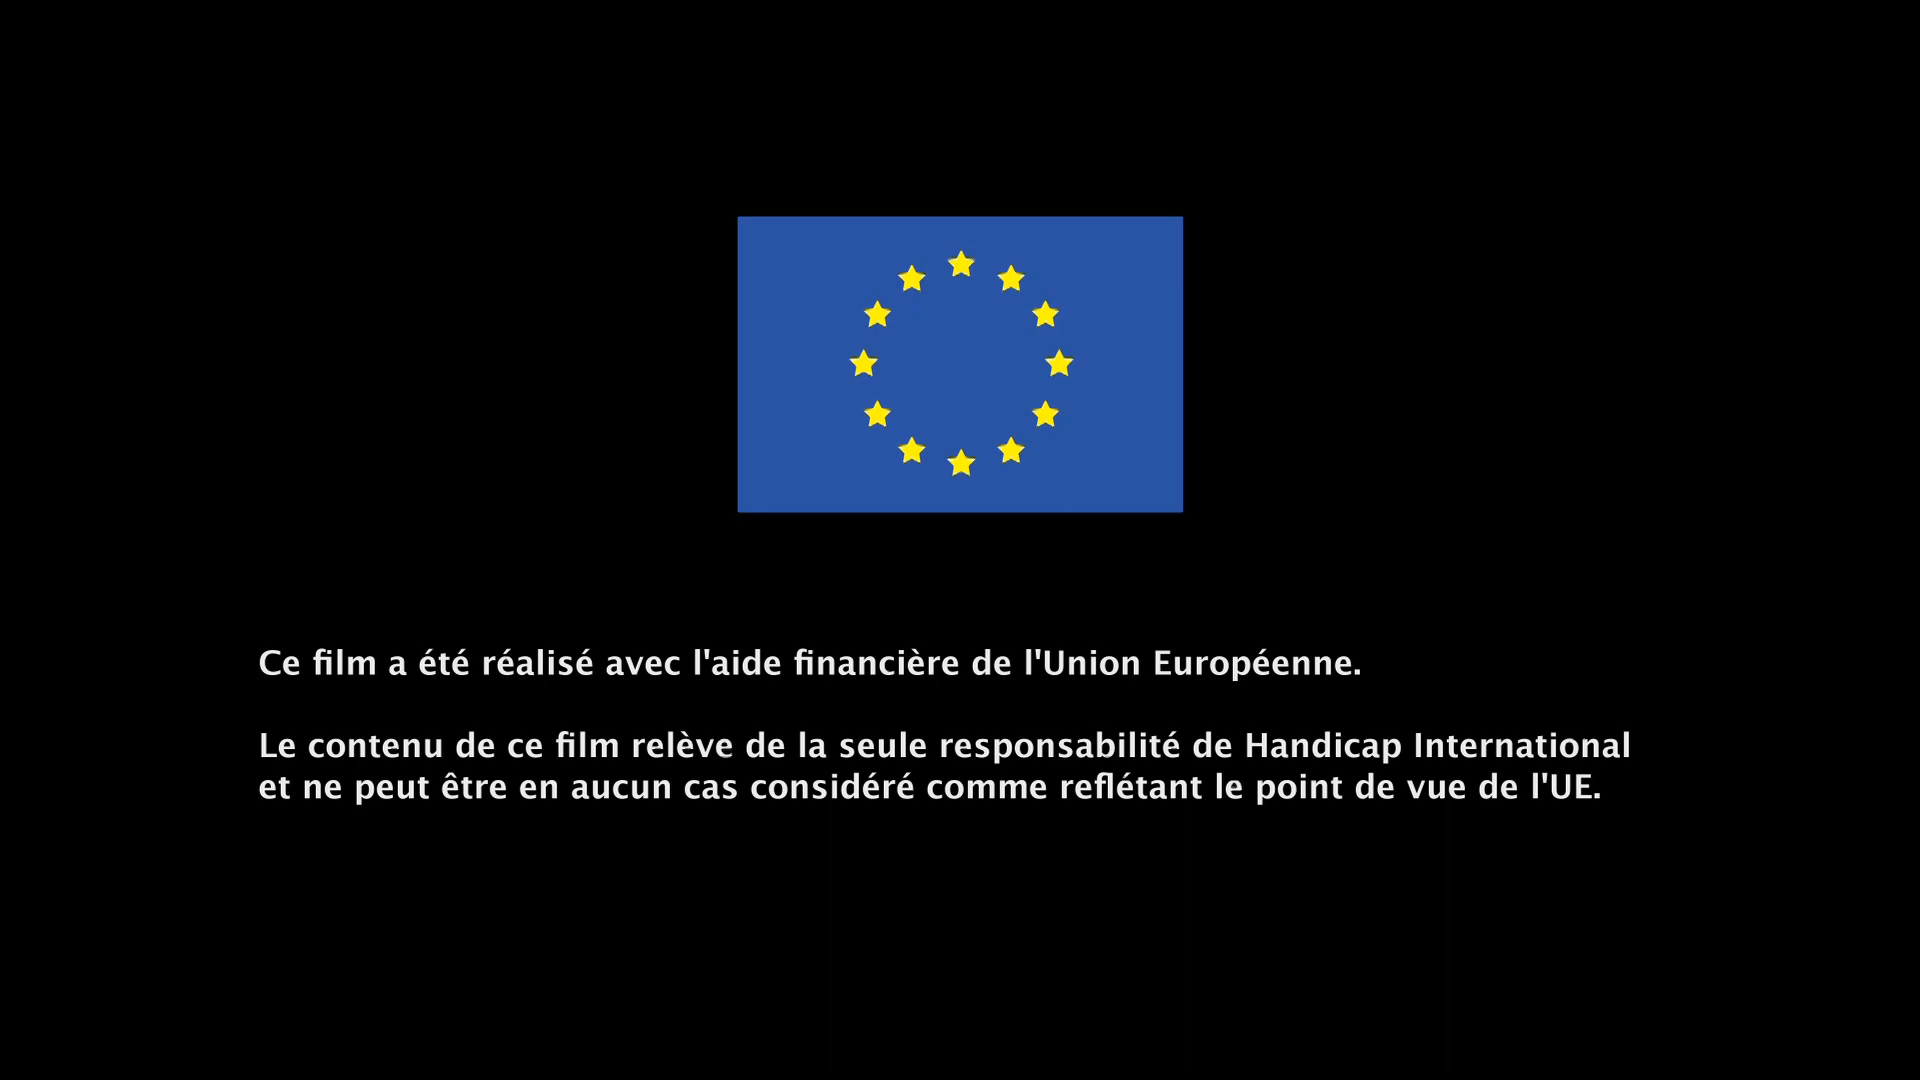 Ce film a été réalisé avec l'aide financière de l'Union Européenne.
Le contenu de ce film relève de la seule responsabilité de Handicap International
et ne peut être en aucun cas considéré comme reflétant le point de vue de l'UE.